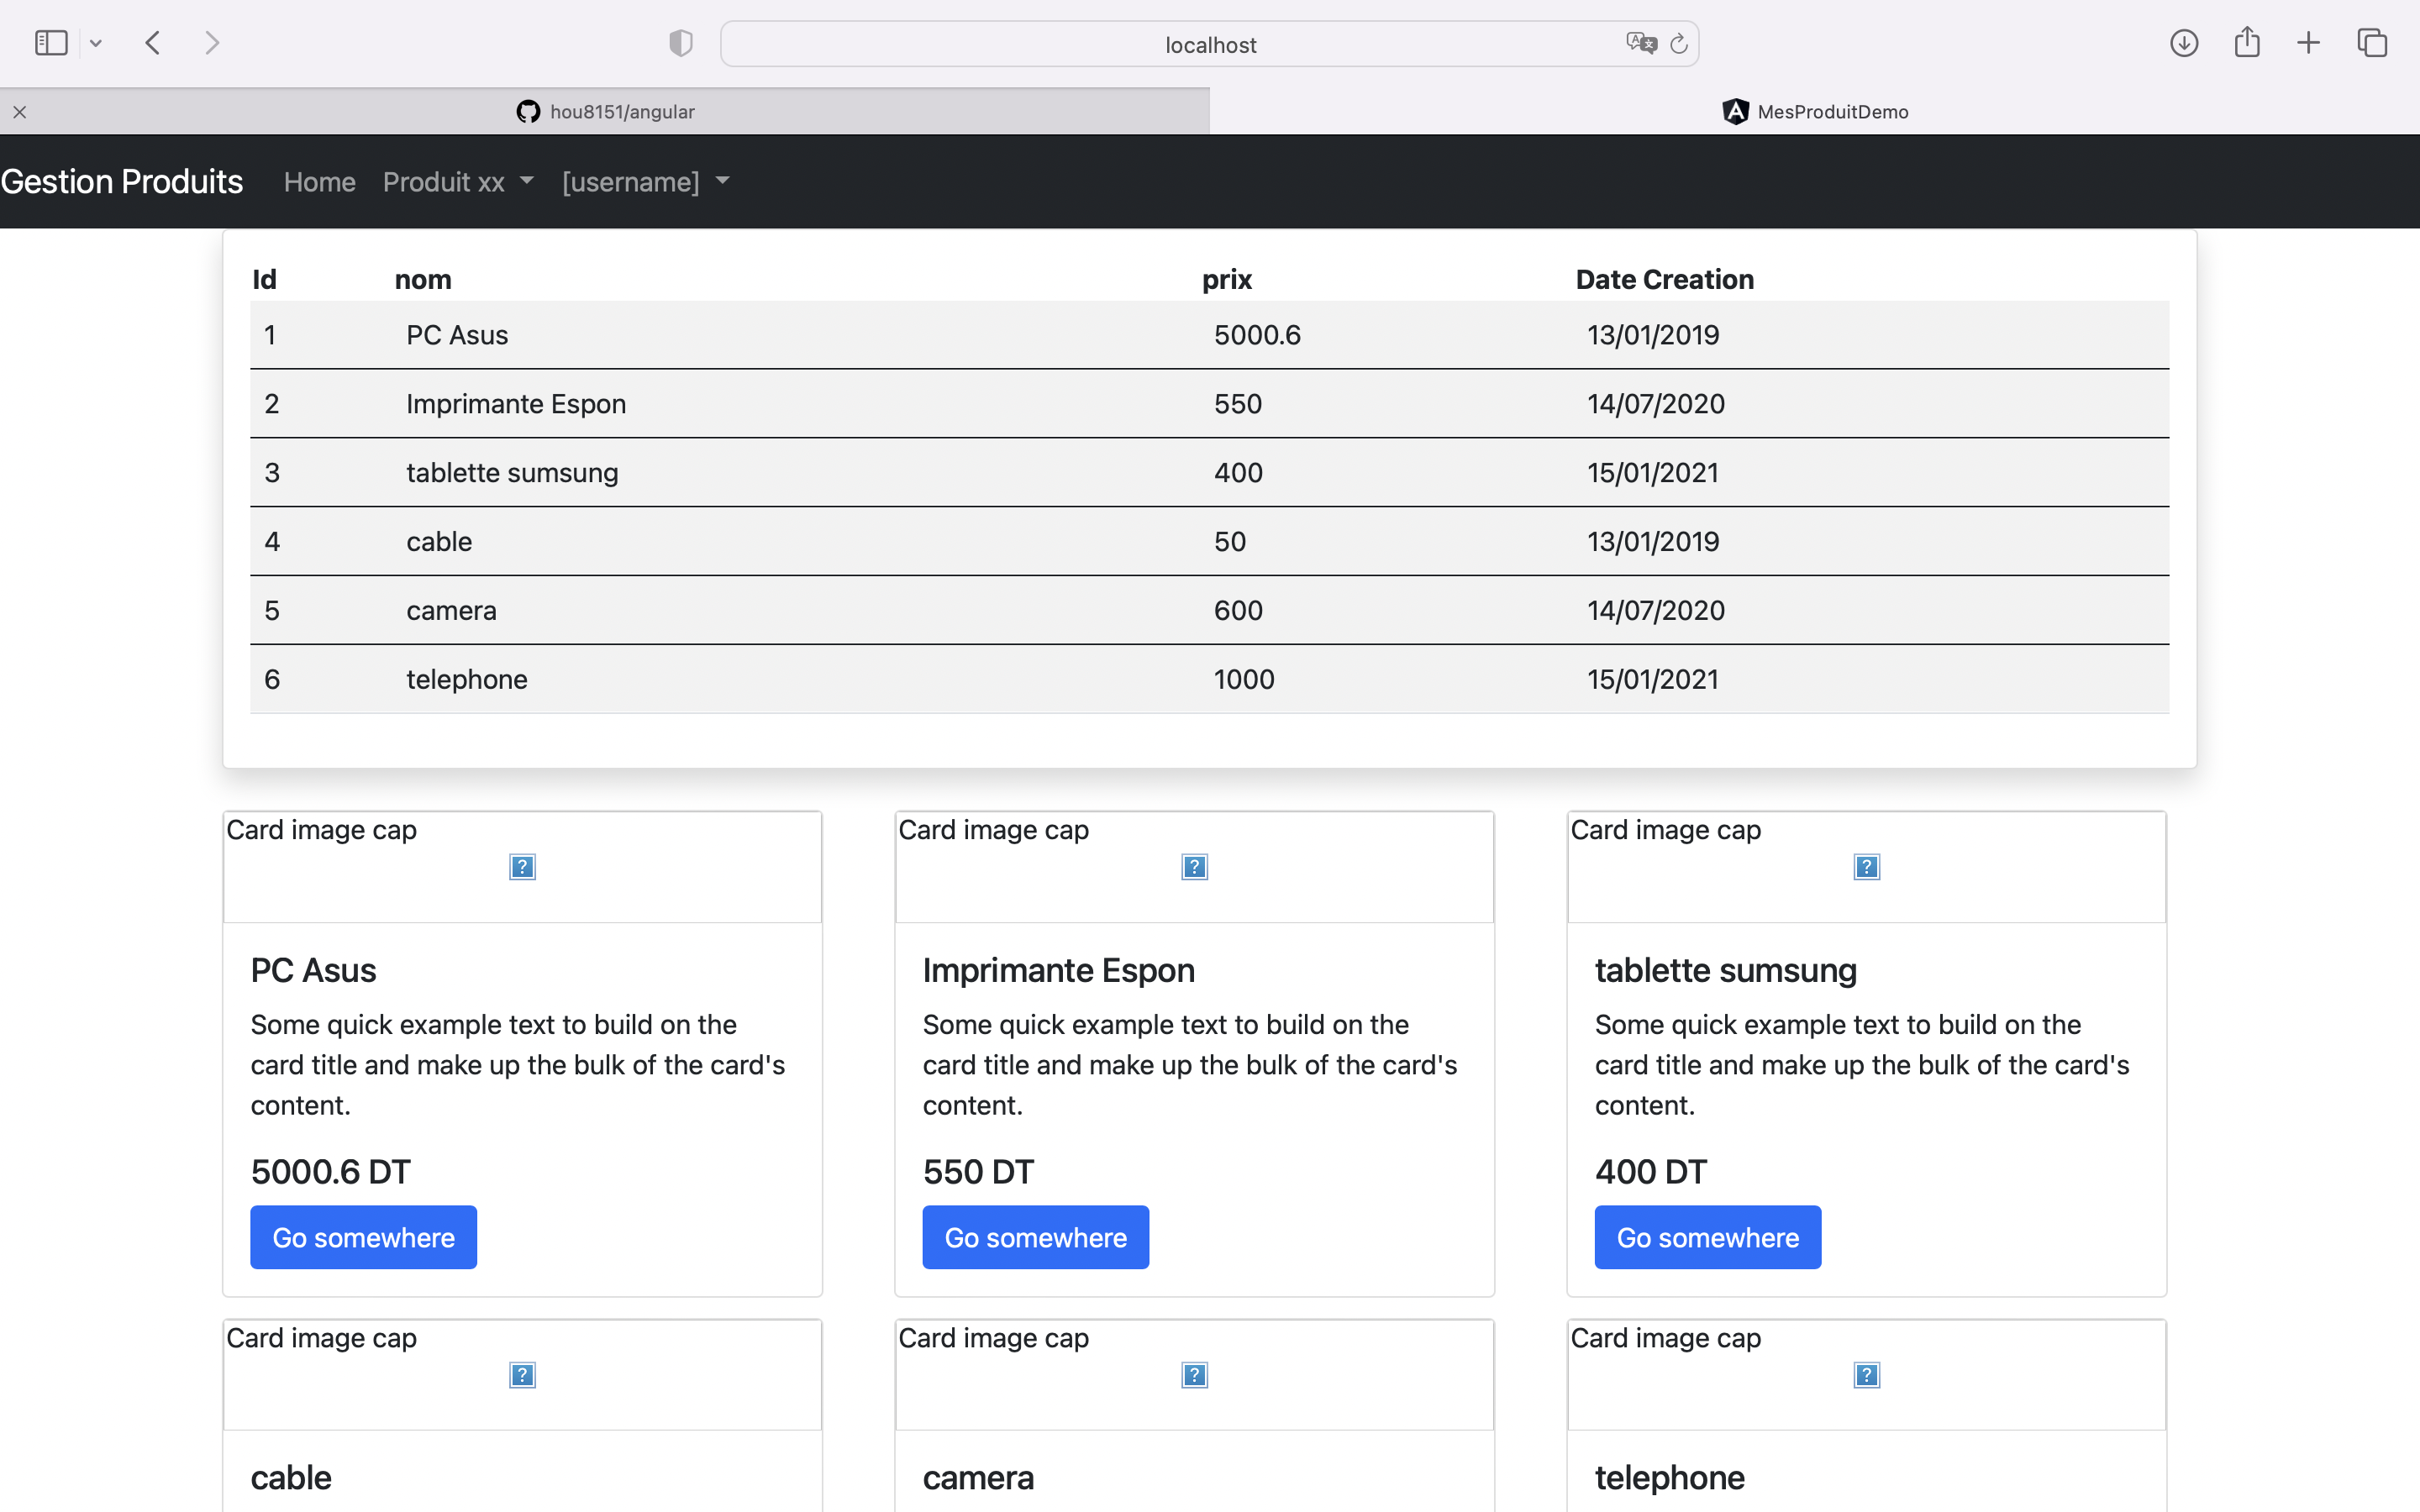 localhost
hou8151/angular
MesProduitDemo
Gestion Produits Home Produit xx [username]
Id nom prix Date Creation
1 PC Asus 5000.6 13/01/2019
2 Imprimante Espon 550 14/07/2020
3 tablette sumsung 400 15/01/2021
4 cable 50 13/01/2019
5 camera 600 14/07/2020
6 telephone 1000 15/01/2021
Card image cap
PC Asus
Some quick example text to build on the
card title and make up the bulk of the card's
content.
5000.6 DT
Go somewhere
Card image cap
Imprimante Espon
Some quick example text to build on the
card title and make up the bulk of the card's
content.
550 DT
Go somewhere
Card image cap
tablette sumsung
Some quick example text to build on the
card title and make up the bulk of the card's
content.
400 DT
Go somewhere
Card image cap
cable
Card image cap
camera
Card image cap
telephone